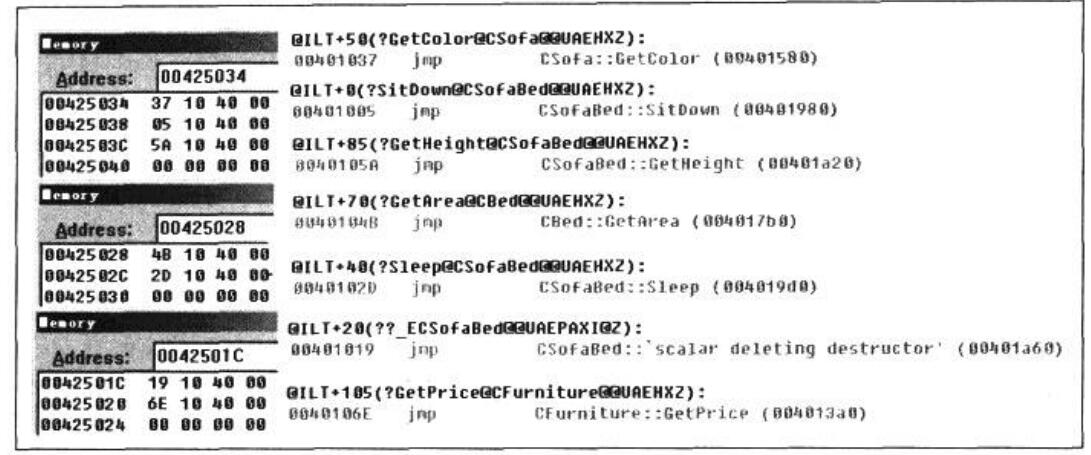 Memory
Address: 00425034
00425034 37 10 40 00
00425038 05 10 40 00
0042503C 5A 10 40 00
00425040 00 00 00 00
@ILT+50(?GetColor@CSofa@@UAEHXZ):
00401037 jmp CSofa::GetColor (00401580)
@ILT+0(?SitDown@CSofaBed@@UAEHXZ):
00401005 jmp CSofaBed::SitDown (00401980)
@ILT+85(?GetHeight@CSofaBed@@UAEHXZ):
0040105A jmp CSofaBed::GetHeight (00401a20)
Memory
Address: 00425028
00425028 4B 10 40 00
0042502C 2D 10 40 00
00425030 00 00 00 00
@ILT+70(?GetArea@CBed@@UAEHXZ):
0040104B jmp CBed::GetArea (004017b0)
@ILT+40(?Sleep@CSofaBed@@UAEHXZ):
0040102D jmp CSofaBed::Sleep (004019d0)
Memory
Address: 0042501C
0042501C 19 10 40 00
00425020 6E 10 40 00
00425024 00 00 00 00
@ILT+20(??_ECSofaBed@@UAEPAXI@Z):
00401019 jmp CSofaBed::`scalar deleting destructor' (00401a60)
@ILT+105(?GetPrice@CFurniture@@UAEHXZ):
0040106E jmp CFurniture::GetPrice (004013a0)